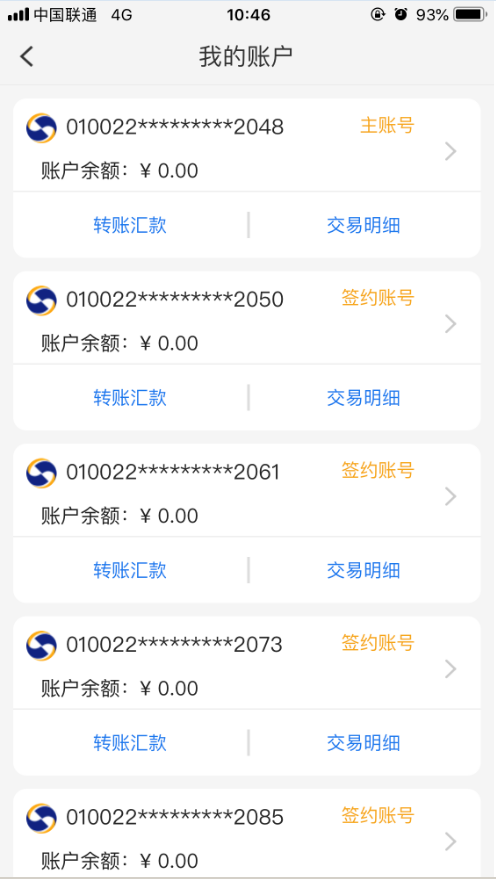 中国联通 4G 10:46 93%
我的账户
010022*********2048 主账号
账户余额：¥ 0.00
转账汇款 交易明细
010022*********2050 签约账号
账户余额：¥ 0.00
转账汇款 交易明细
010022*********2061 签约账号
账户余额：¥ 0.00
转账汇款 交易明细
010022*********2073 签约账号
账户余额：¥ 0.00
转账汇款 交易明细
010022*********2085 签约账号
账户余额：¥ 0.00